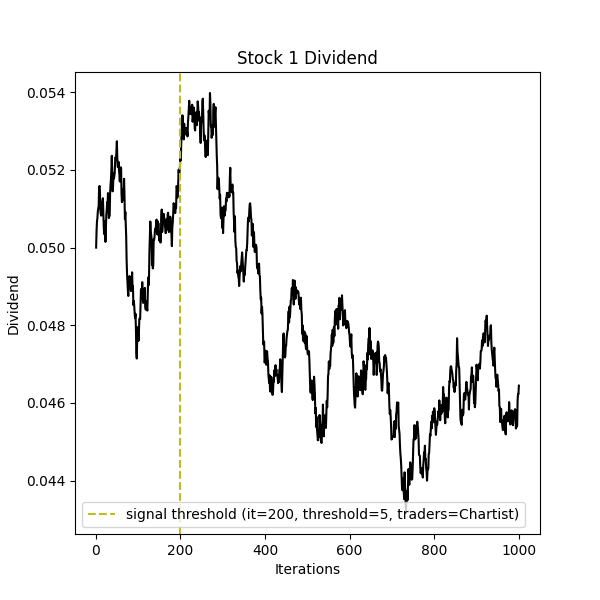 Stock 1 Dividend
0.054
0.052
0.050
0.048
0.046
0.044
Dividend
signal threshold (it=200, threshold=5, traders=Chartist)
0 200 400 600 800 1000
Iterations